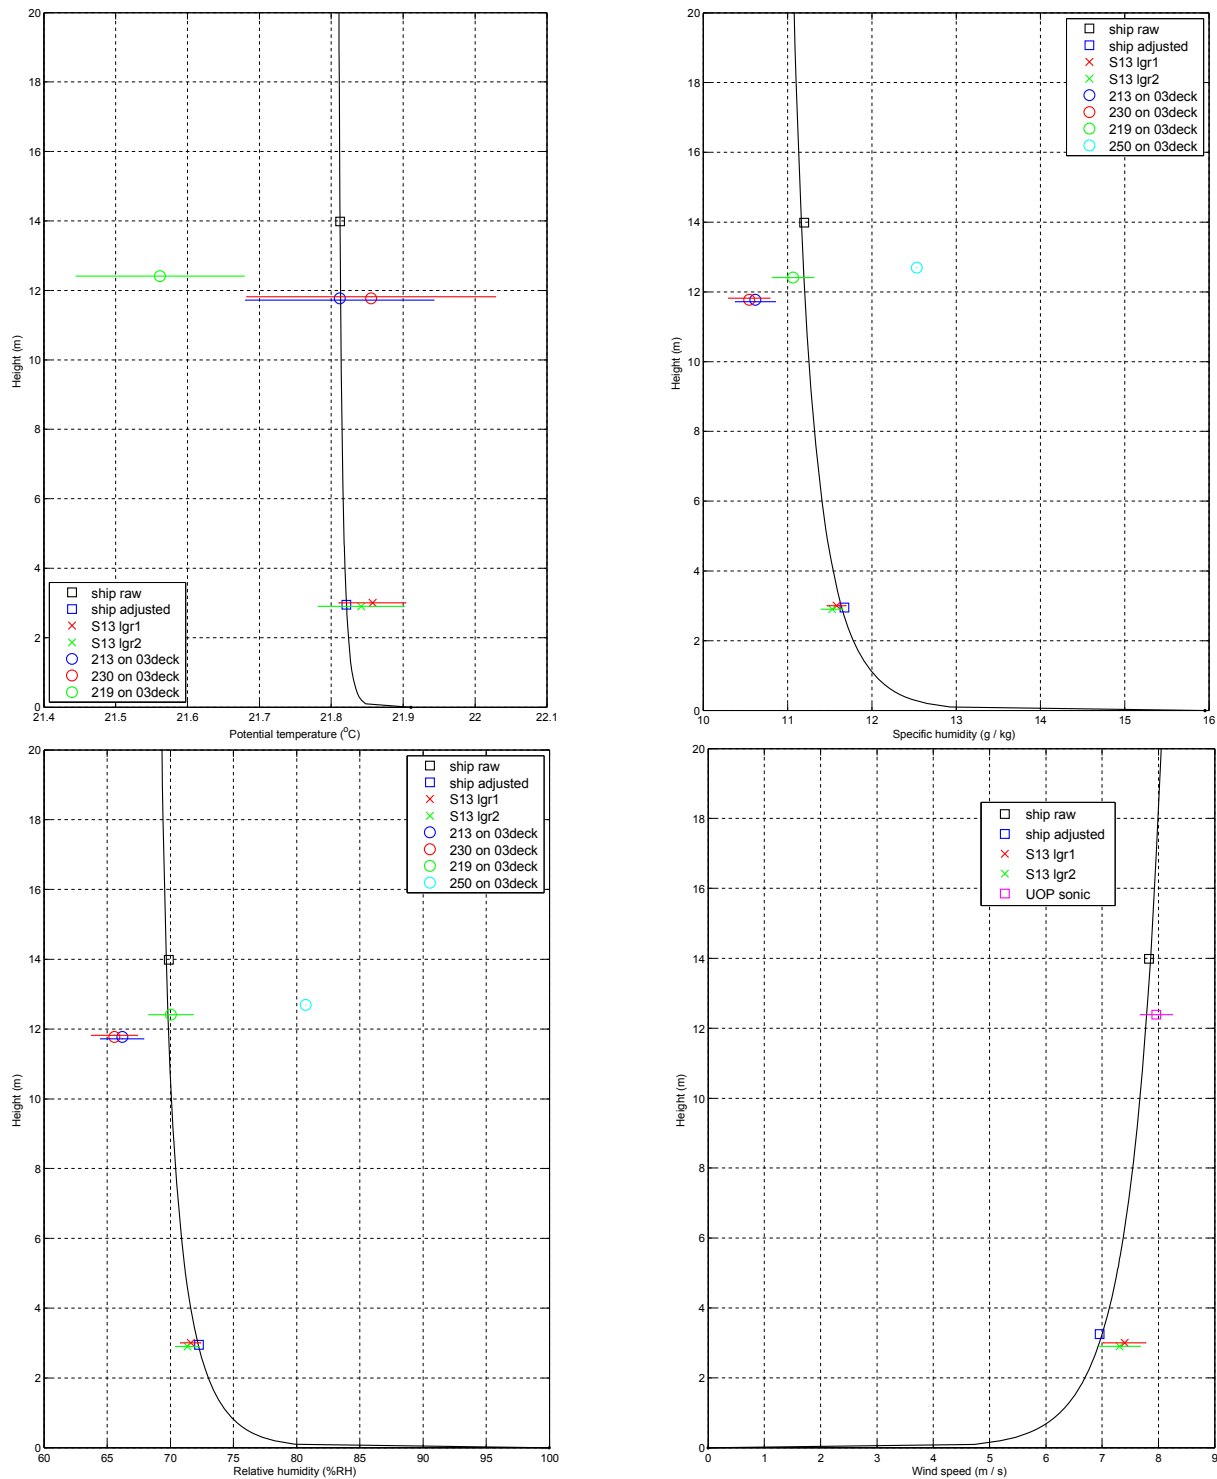 20
18
16
14
12
10
8
6
4
2
0
Height (m)
ship raw
ship adjusted
S13 lgr1
S13 lgr2
213 on 03deck
230 on 03deck
219 on 03deck
21.4 21.5 21.6 21.7 21.8 21.9 22 22.1
Potential temperature (°C)
20
18
16
14
12
10
8
6
4
2
0
Height (m)
ship raw
ship adjusted
S13 lgr1
S13 lgr2
213 on 03deck
230 on 03deck
219 on 03deck
250 on 03deck
10 11 12 13 14 15 16
Specific humidity (g / kg)
20
18
16
14
12
10
8
6
4
2
0
Height (m)
ship raw
ship adjusted
S13 lgr1
S13 lgr2
213 on 03deck
230 on 03deck
219 on 03deck
250 on 03deck
60 65 70 75 80 85 90 95 100
Relative humidity (%RH)
20
18
16
14
12
10
8
6
4
2
0
Height (m)
ship raw
ship adjusted
S13 lgr1
S13 lgr2
UOP sonic
0 1 2 3 4 5 6 7 8 9
Wind speed (m / s)